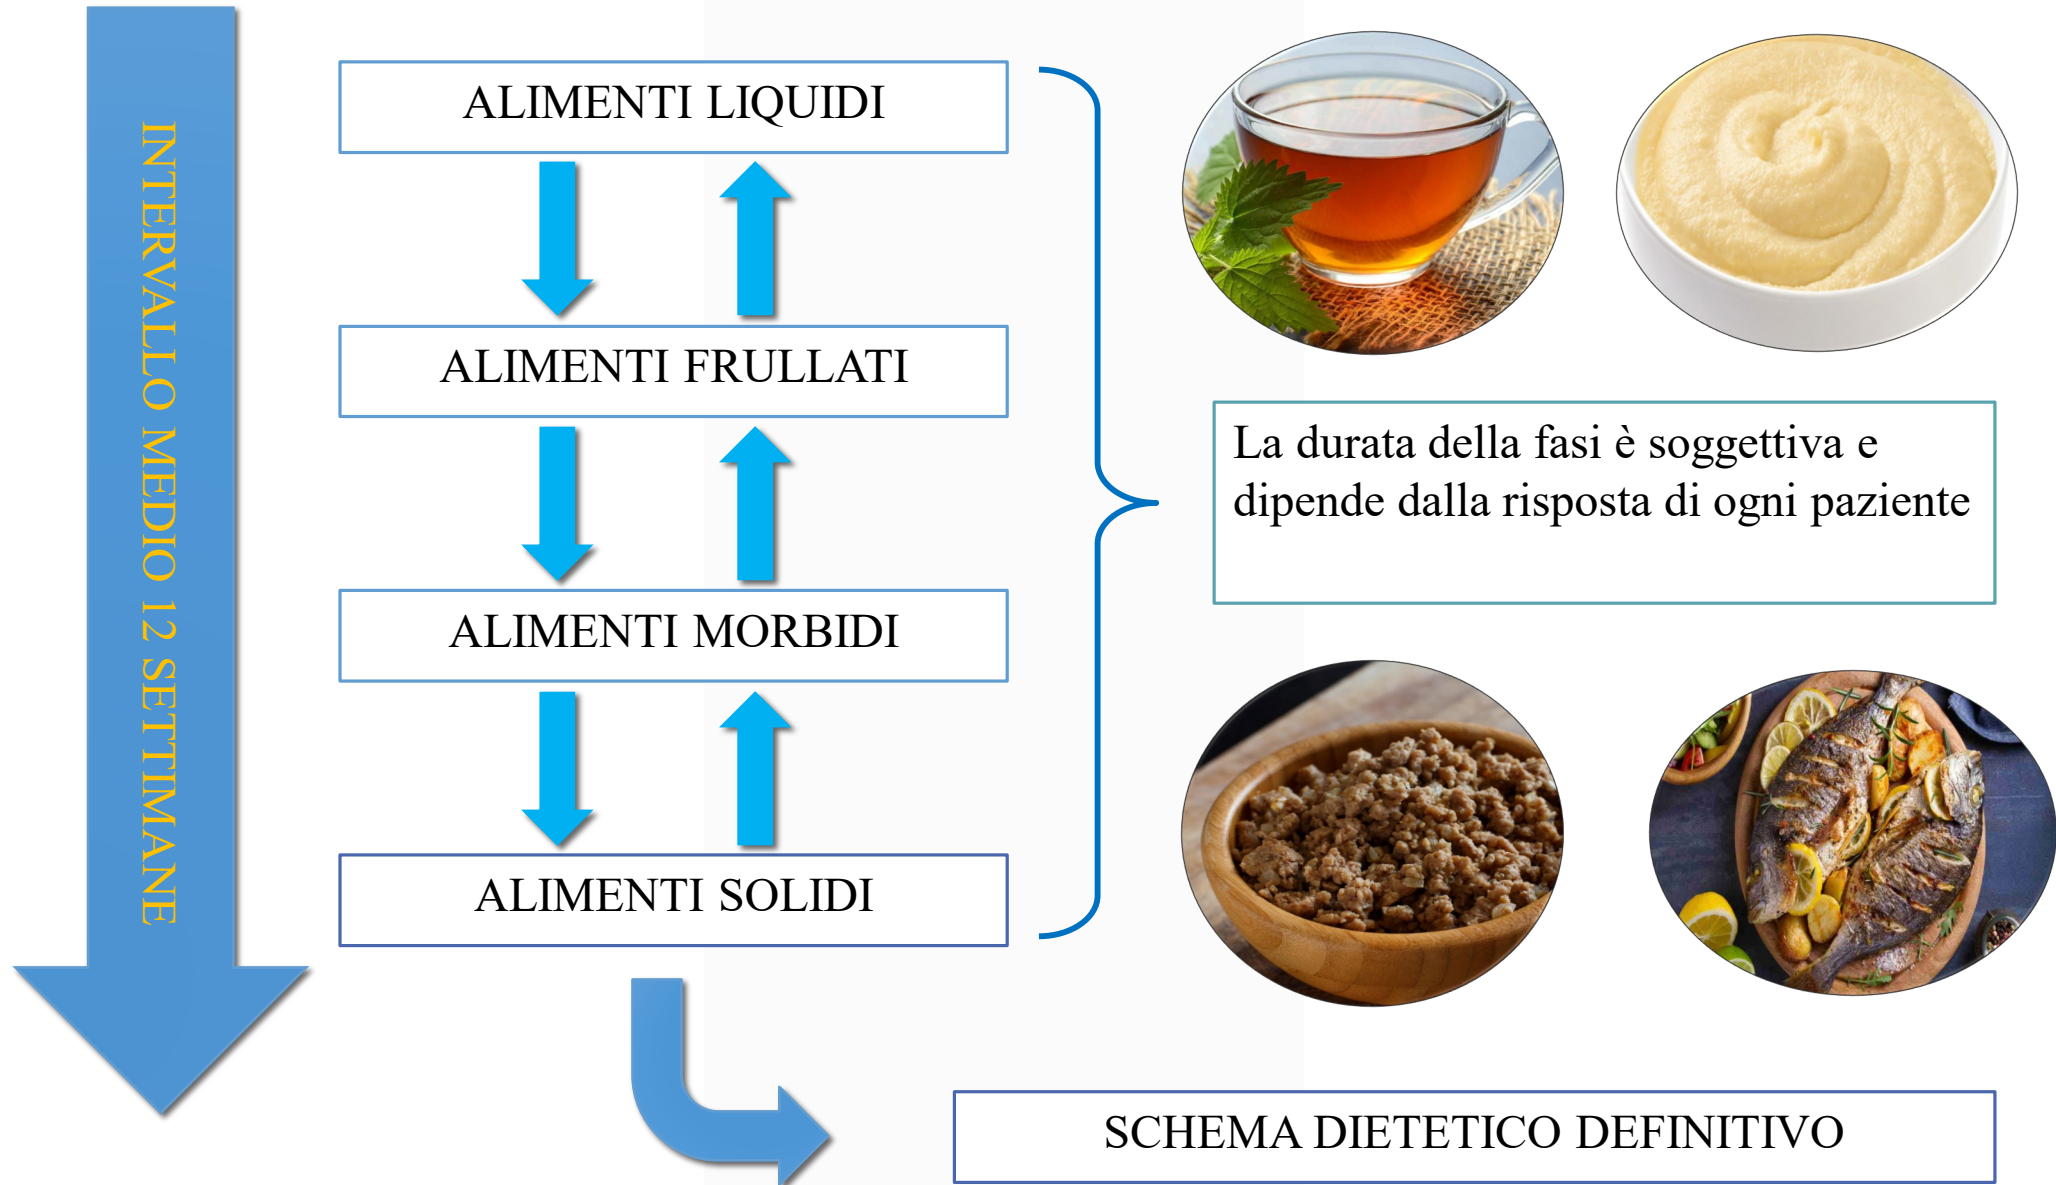 INTERVALLO MEDIO 12 SETTIMANE
ALIMENTI LIQUIDI
ALIMENTI FRULLATI
ALIMENTI MORBIDI
ALIMENTI SOLIDI
La durata della fasi è soggettiva e
dipende dalla risposta di ogni paziente
SCHEMA DIETETICO DEFINITIVO